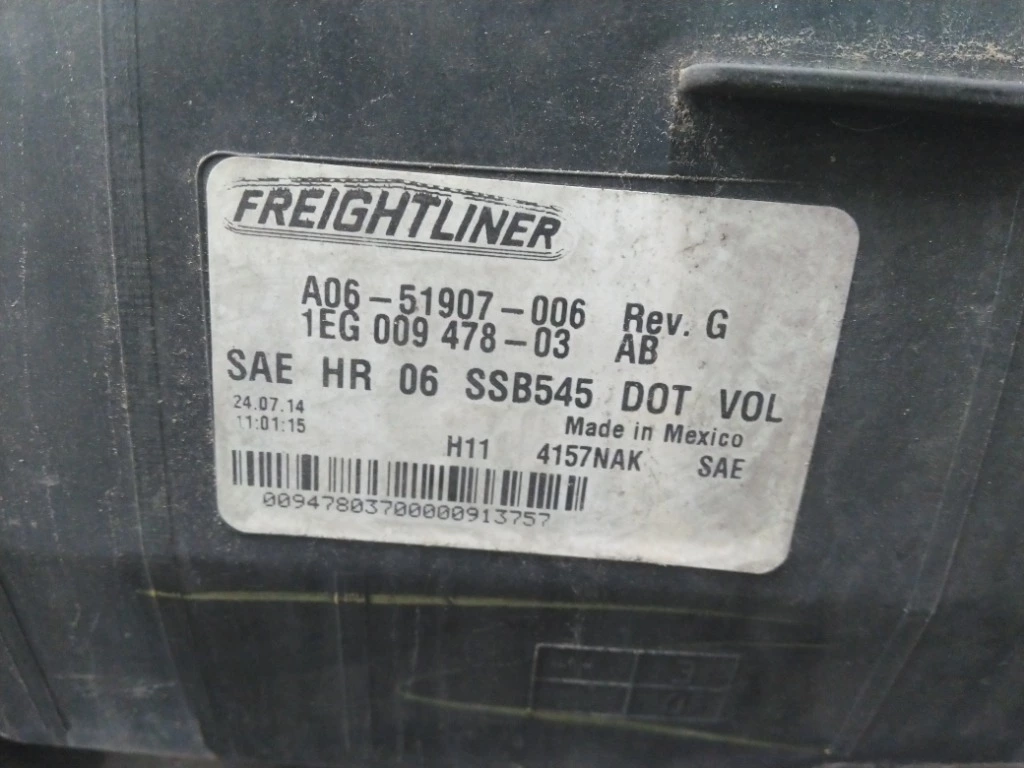 FREIGHTLINER
A06-51907-006 Rev. G
1EG 009 478-03 AB
SAE HR 06 SSB545 DOT VOL
24.07.14 Made in Mexico
11:01:15
H11 4157NAK SAE
00947803700000913757